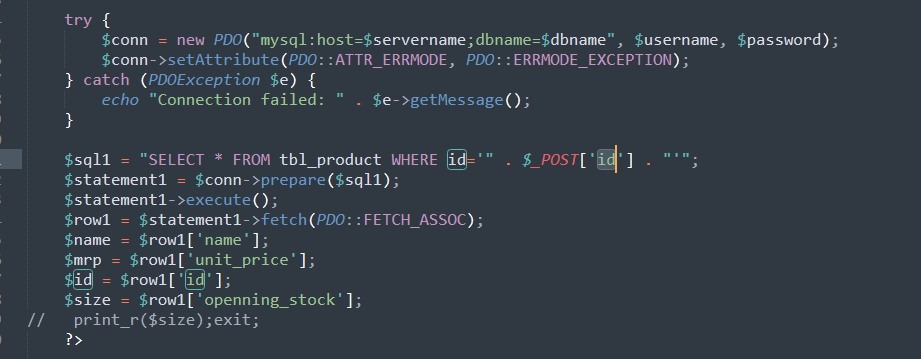 try {
$conn = new PDO("mysql:host=$servername;dbname=$dbname", $username, $password);
$conn->setAttribute(PDO::ATTR_ERRMODE, PDO::ERRMODE_EXCEPTION);
} catch (PDOException $e) {
echo "Connection failed: " . $e->getMessage();
}
$sql1 = "SELECT * FROM tbl_product WHERE id='" . $_POST['id'] . "'";
$statement1 = $conn->prepare($sql1);
$statement1->execute();
$row1 = $statement1->fetch(PDO::FETCH_ASSOC);
$name = $row1['name'];
$mrp = $row1['unit_price'];
$id = $row1['id'];
$size = $row1['openning_stock'];
// print_r($size);exit;
?>